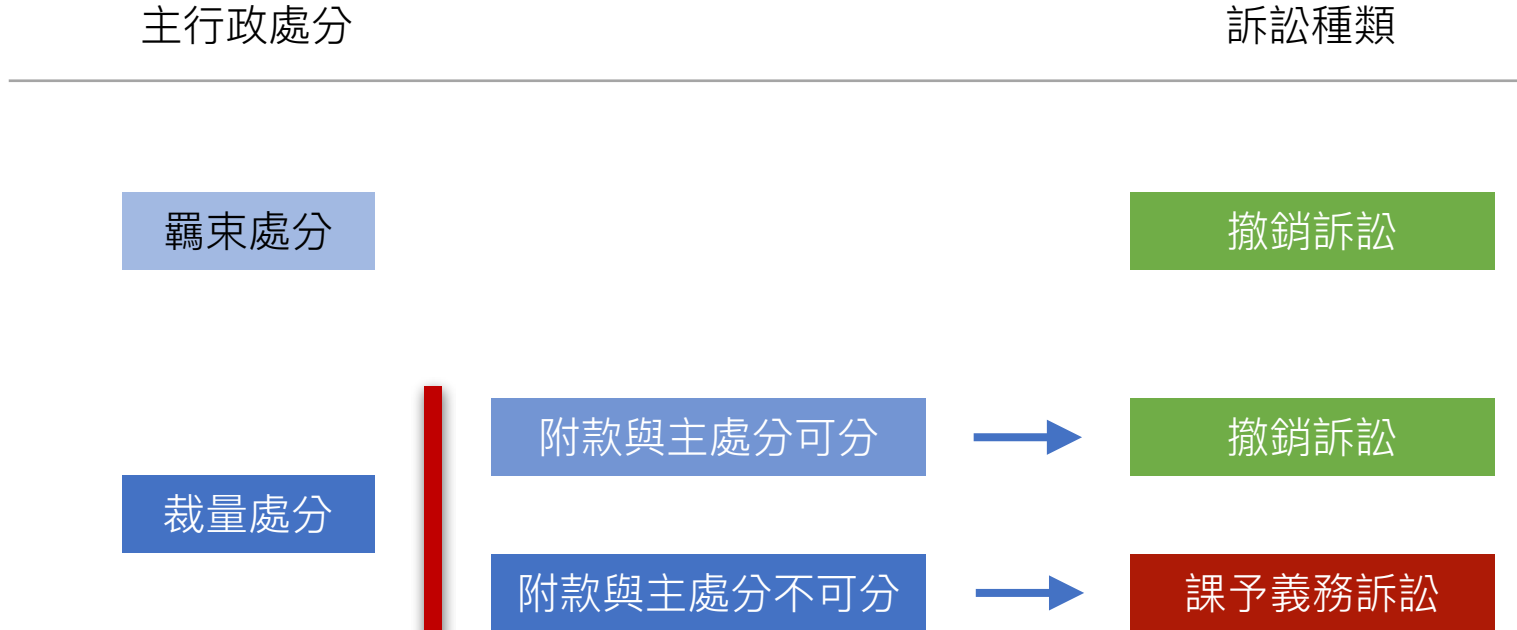 主行政處分
訴訟種類
羈束處分
撤銷訴訟
附款與主處分可分
撤銷訴訟
裁量處分
附款與主處分不可分
課予義務訴訟